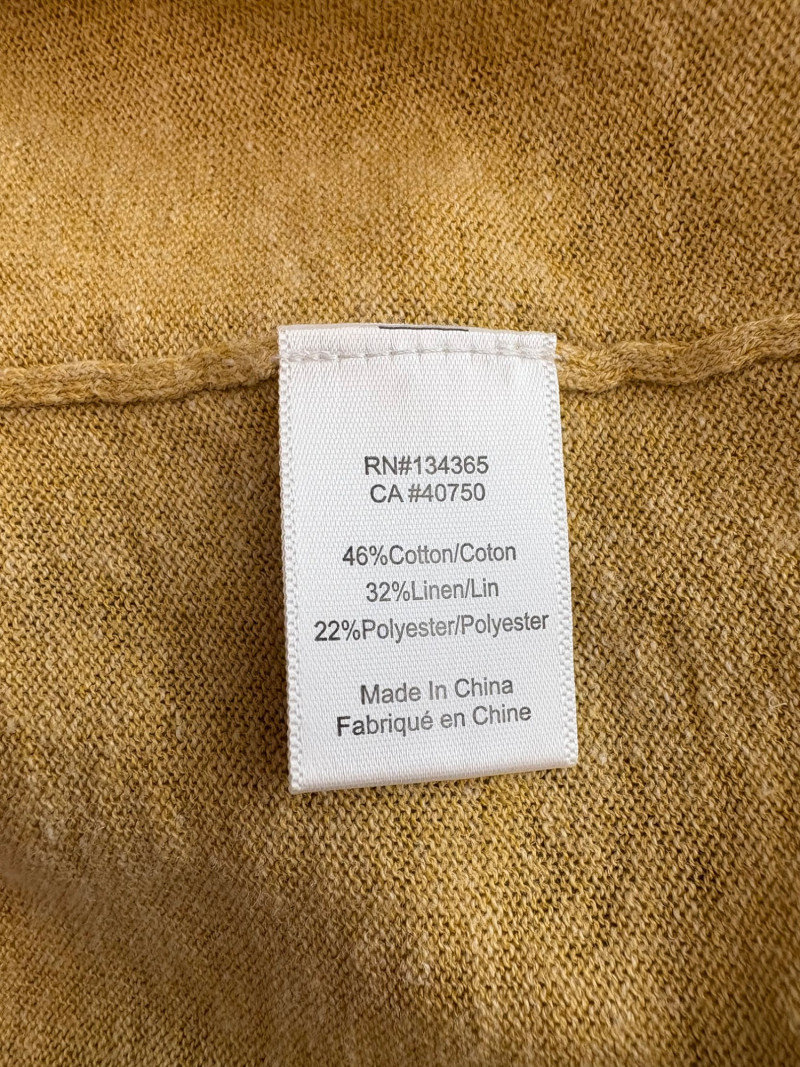 RN#134365
CA #40750
46%Cotton/Coton
32%Linen/Lin
22%Polyester/Polyester
Made In China
Fabriqué en Chine